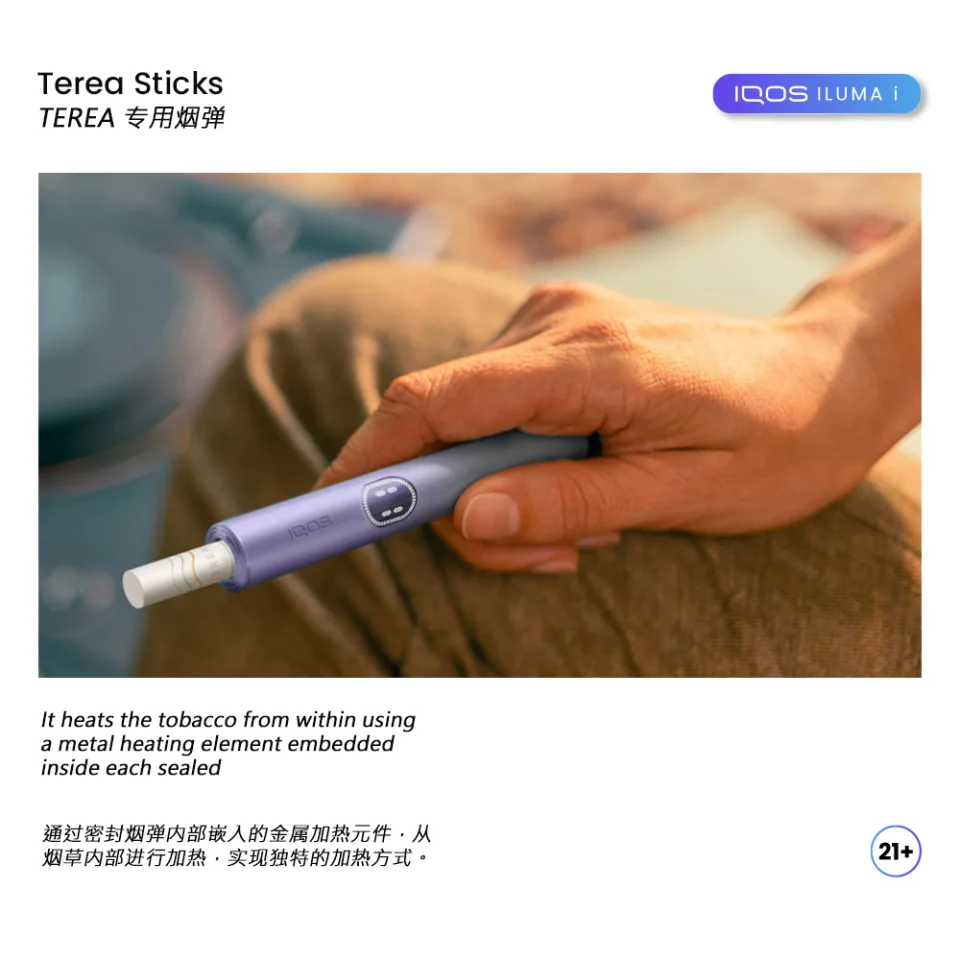 Terea Sticks
TEREA 专用烟弹
IQOS ILUMA i
IQOS
It heats the tobacco from within using
a metal heating element embedded
inside each sealed
通过密封烟弹内部嵌入的金属加热元件，从
烟草内部进行加热，实现独特的加热方式。
21+